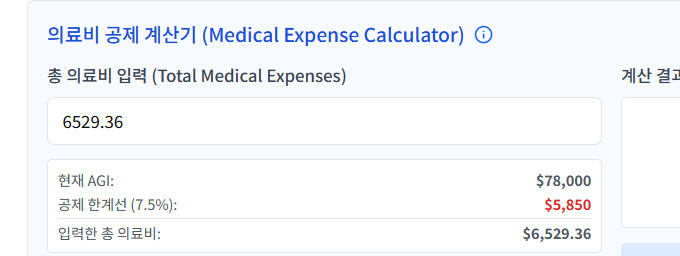 의료비 공제 계산기 (Medical Expense Calculator)
총 의료비 입력 (Total Medical Expenses)
계산 결과
6529.36
현재 AGI: $78,000
공제 한계선 (7.5%): $5,850
입력한 총 의료비: $6,529.36